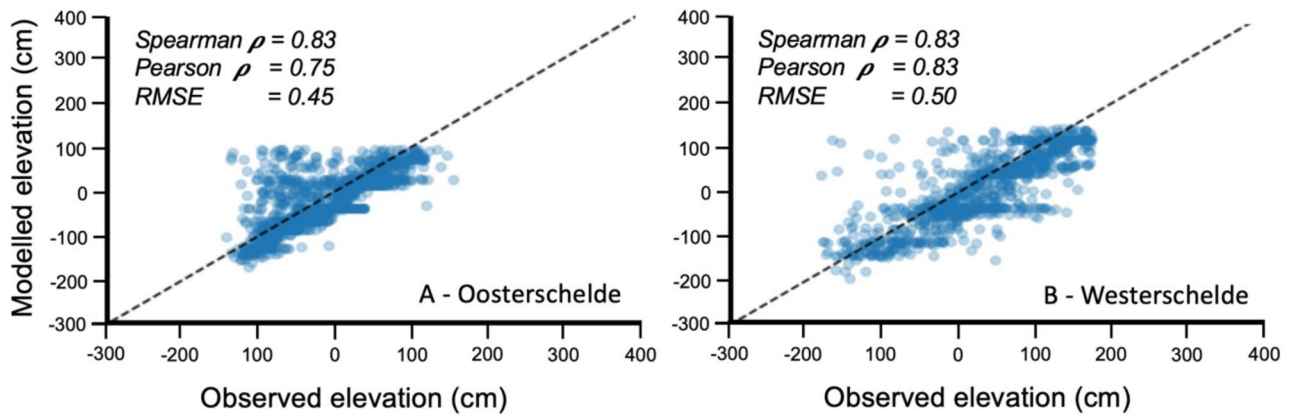 Modelled elevation (cm)
400
300
200
100
0
-100
-200
-300
Spearman ρ = 0.83
Pearson ρ = 0.75
RMSE = 0.45
A - Oosterschelde
-300 -200 100 0 100 200 300 400
Observed elevation (cm)
400
300
200
100
0
-100
-200
-300
Spearman ρ = 0.83
Pearson ρ = 0.83
RMSE = 0.50
B - Westerschelde
-300 -200 100 0 100 200 300 400
Observed elevation (cm)